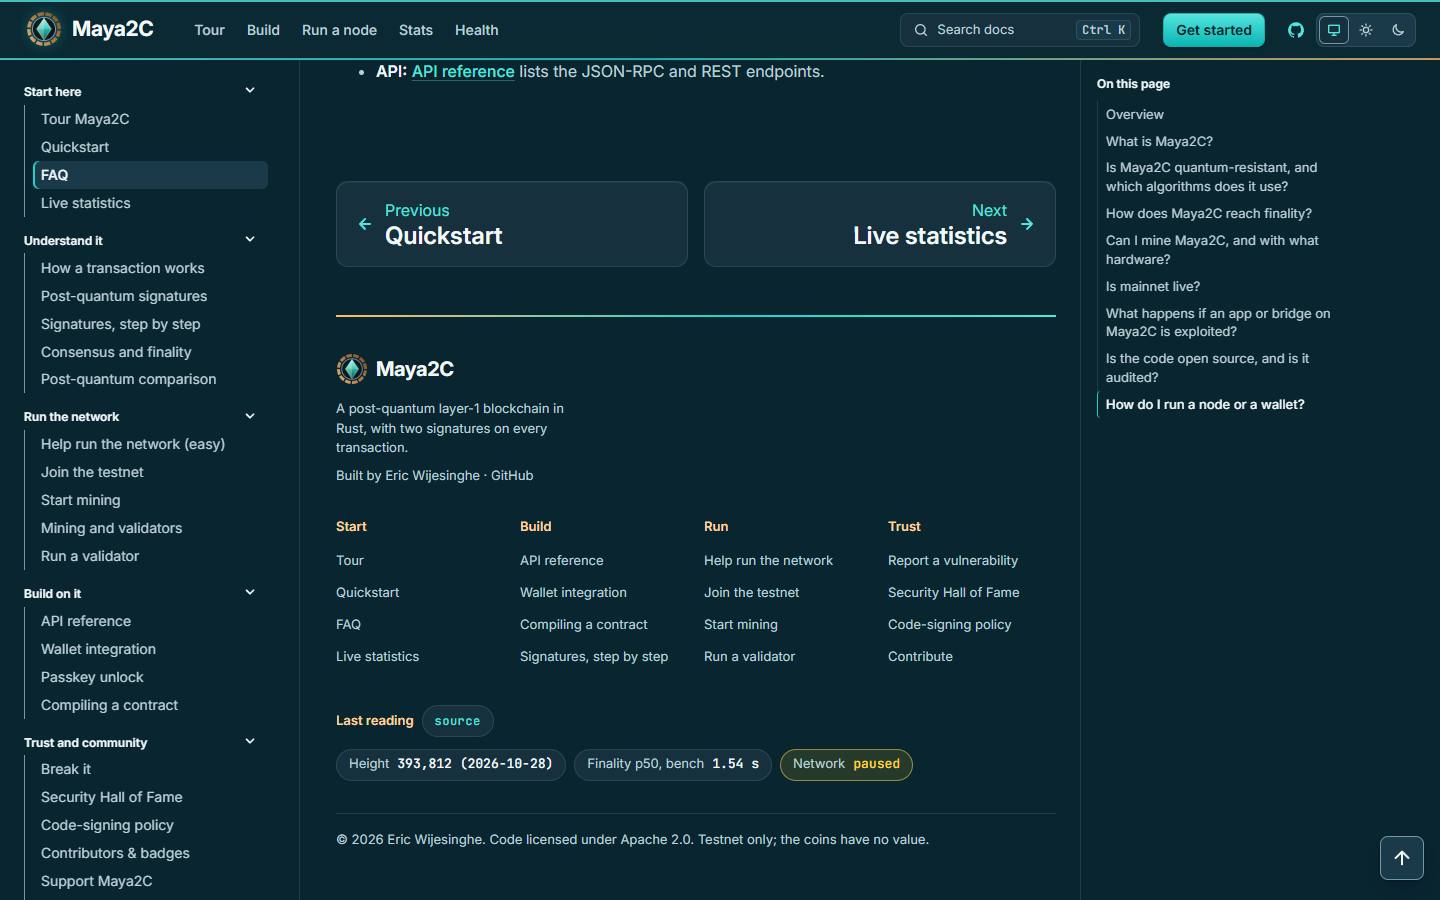 Maya2C
Tour
Build
Run a node
Stats
Health
Search docs
Ctrl K
Get started
Start here
Tour Maya2C
Quickstart
FAQ
Live statistics
Understand it
How a transaction works
Post-quantum signatures
Signatures, step by step
Consensus and finality
Post-quantum comparison
Run the network
Help run the network (easy)
Join the testnet
Start mining
Mining and validators
Run a validator
Build on it
API reference
Wallet integration
Passkey unlock
Compiling a contract
Trust and community
Break it
Security Hall of Fame
Code-signing policy
Contributors & badges
Support Maya2C
• API: API reference lists the JSON-RPC and REST endpoints.
Previous
Quickstart
Next
Live statistics
Maya2C
A post-quantum layer-1 blockchain in
Rust, with two signatures on every
transaction.
Built by Eric Wijesinghe · GitHub
Start
Tour
Quickstart
FAQ
Live statistics
Build
API reference
Wallet integration
Compiling a contract
Signatures, step by step
Run
Help run the network
Join the testnet
Start mining
Run a validator
Trust
Report a vulnerability
Security Hall of Fame
Code-signing policy
Contribute
Last reading source
Height 393,812 (2026-10-28)
Finality p50, bench 1.54 s
Network paused
© 2026 Eric Wijesinghe. Code licensed under Apache 2.0. Testnet only; the coins have no value.
On this page
Overview
What is Maya2C?
Is Maya2C quantum-resistant, and
which algorithms does it use?
How does Maya2C reach finality?
Can I mine Maya2C, and with what
hardware?
Is mainnet live?
What happens if an app or bridge on
Maya2C is exploited?
Is the code open source, and is it
audited?
How do I run a node or a wallet?